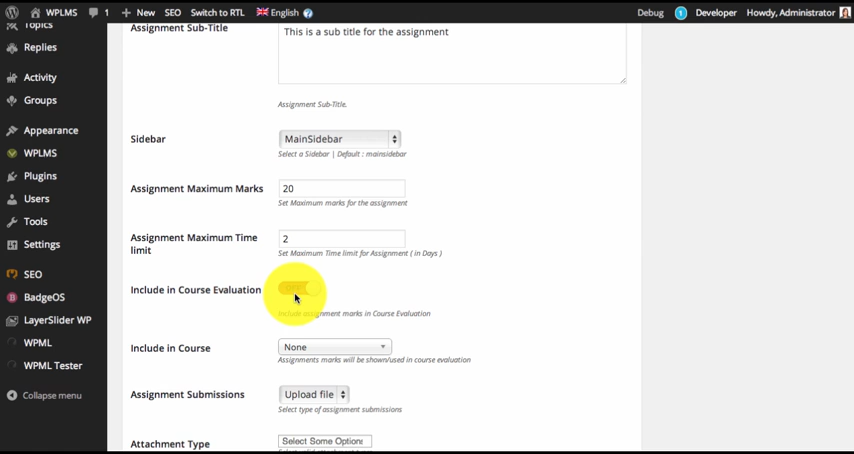 WPLMS 1 + New SEO Switch to RTL English Debug 1 Developer Howdy, Administrator
Topics
Replies
Activity
Groups
Appearance
WPLMS
Plugins
Users
Tools
Settings
SEO
BadgeOS
LayerSlider WP
WPML
WPML Tester
Collapse menu
Assignment Sub-Title
This is a sub title for the assignment
Assignment Sub-Title.
Sidebar
MainSidebar
Select a Sidebar | Default : mainsidebar
Assignment Maximum Marks
20
Set Maximum marks for the assignment
Assignment Maximum Time
limit
2
Set Maximum Time limit for Assignment ( in Days )
Include in Course Evaluation
Include assignment marks in Course Evaluation
Include in Course
None
Assignments marks will be shown/used in course evaluation
Assignment Submissions
Upload file
Select type of assignment submissions
Attachment Type
Select Some Option